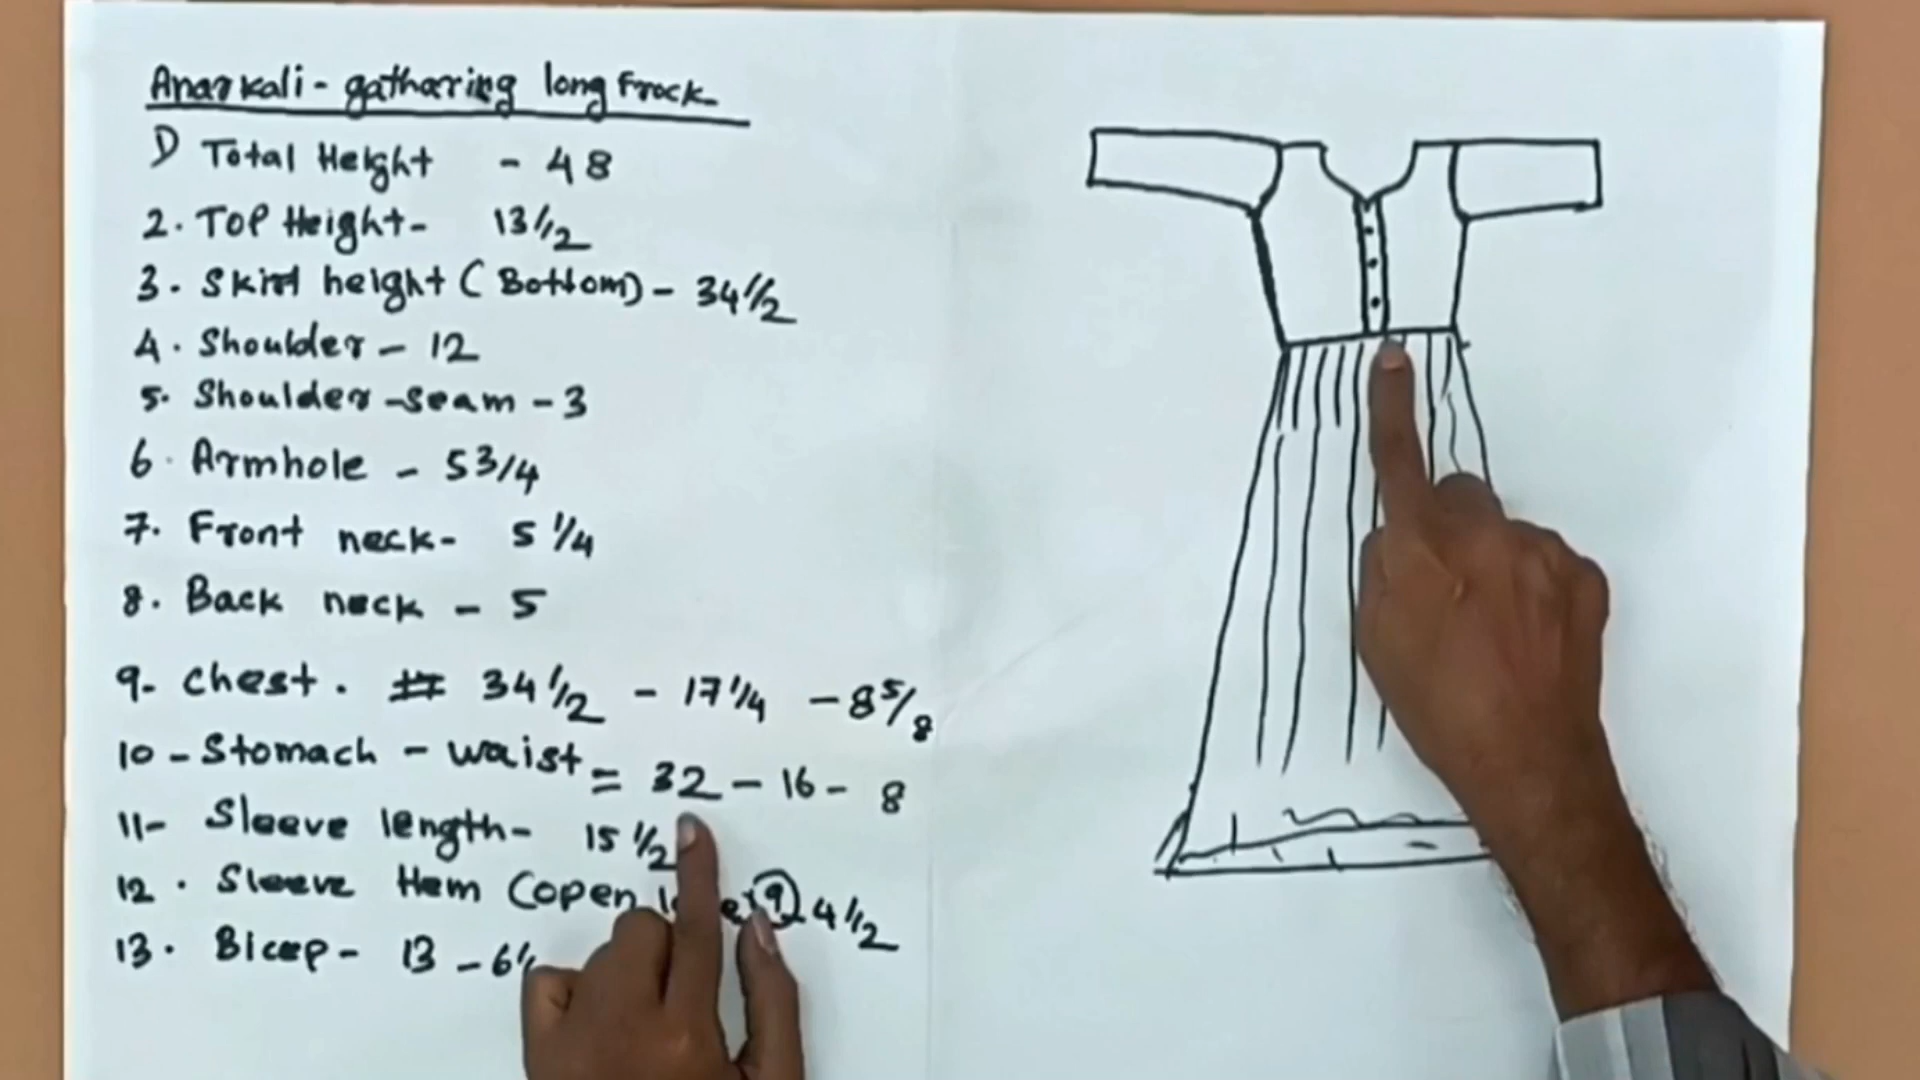 Anarkali - gatharing long Frock
1) Total Height - 48
2. Top Height - 13 1/2
3. Skirt height (Bottom) - 34 1/2
4. Shoulder - 12
5. Shoulder - seam - 3
6. Armhole - 5 3/4
7. Front neck - 5 1/4
8. Back neck - 5
9- chest. 34 1/2 - 17 1/4 - 8 5/8
10 - Stomach - waist = 32 - 16 - 8
11- Sleeve length - 15 1/2
12. Sleeve Hem (open 9) 4 1/2
13. Bicep - 13 - 6